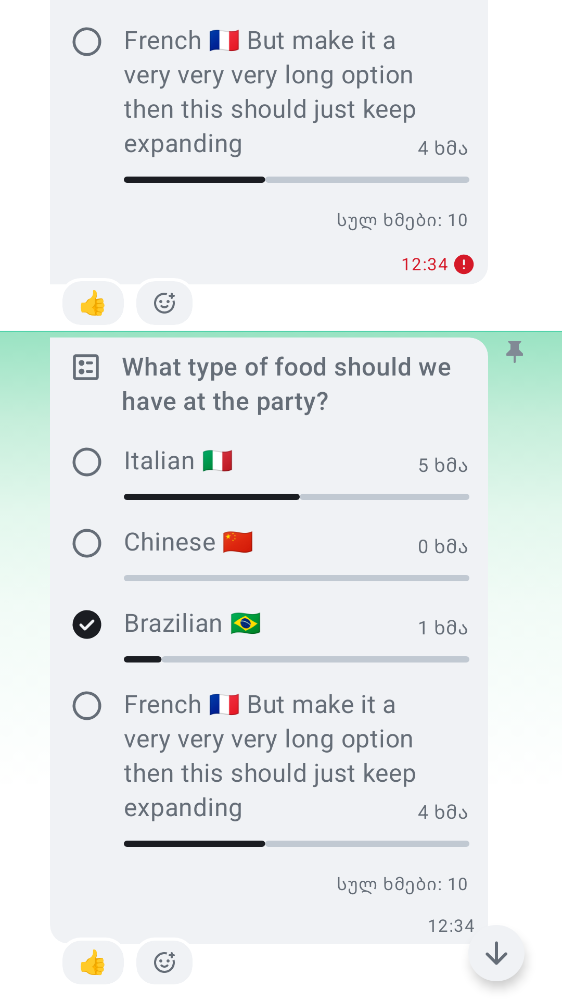 French 🇫🇷 But make it a
very very very long option
then this should just keep
expanding
4 ხმა
სულ ხმები: 10
12:34
What type of food should we
have at the party?
Italian 🇮🇹
5 ხმა
Chinese 🇨🇳
0 ხმა
Brazilian 🇧🇷
1 ხმა
French 🇫🇷 But make it a
very very very long option
then this should just keep
expanding
4 ხმა
სულ ხმები: 10
12:34